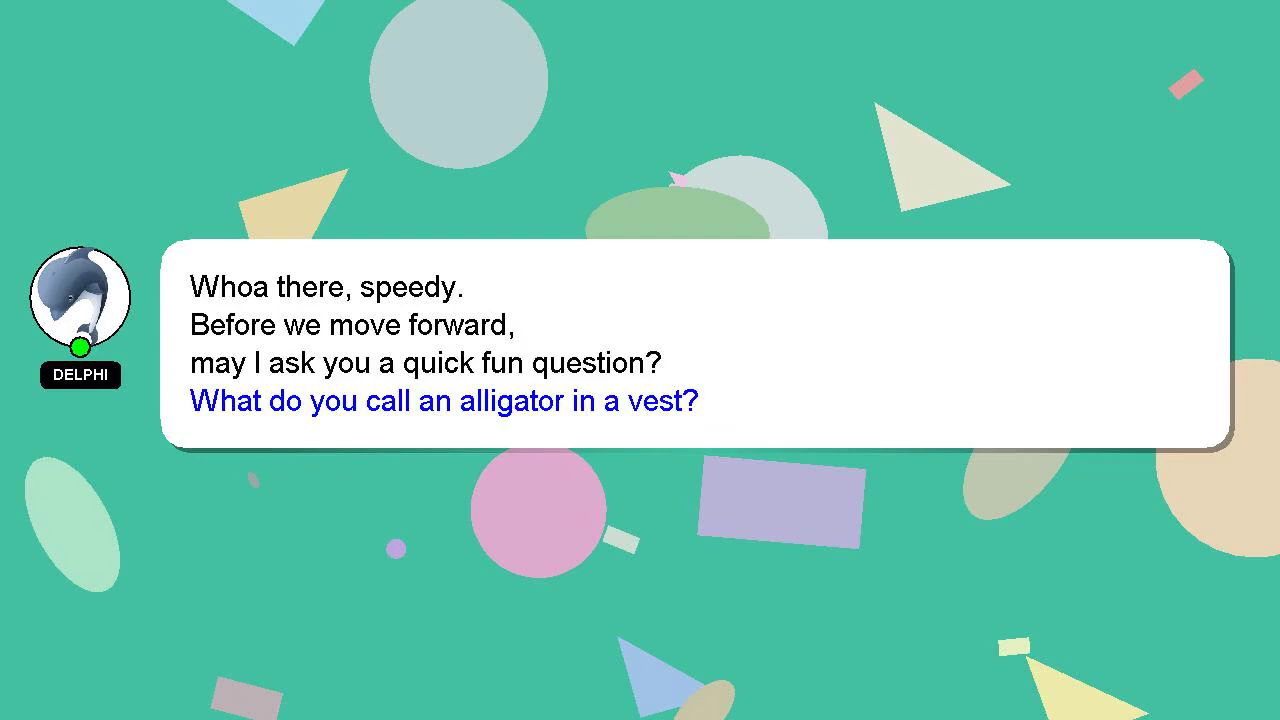 Whoa there, speedy.
Before we move forward,
may I ask you a quick fun question?
What do you call an alligator in a vest?
DELPHI